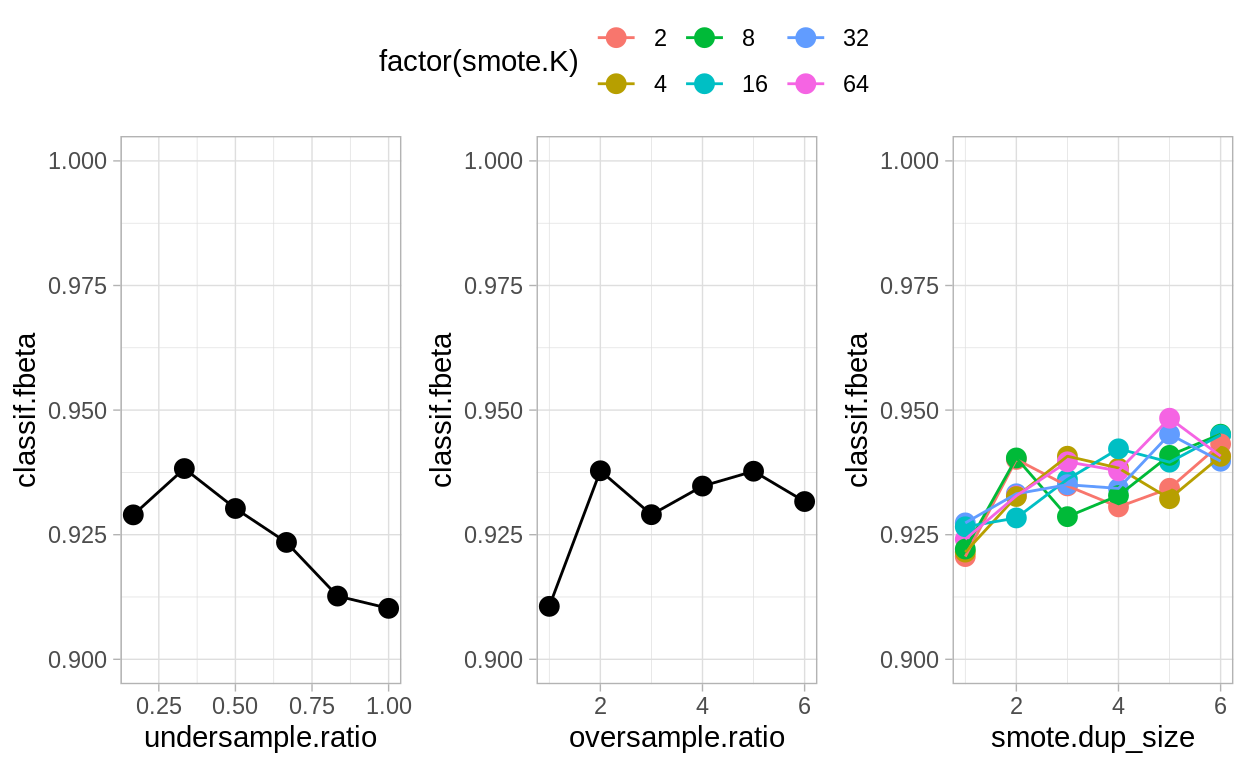 factor(smote.K) 2 8 32
4 16 64
1.000 1.000 1.000
0.975 0.975 0.975
0.950 0.950 0.950
0.925 0.925 0.925
0.900 0.900 0.900
classif.fbeta classif.fbeta classif.fbeta
0.25 0.50 0.75 1.00 2 4 6 2 4 6
undersample.ratio oversample.ratio smote.dup_size